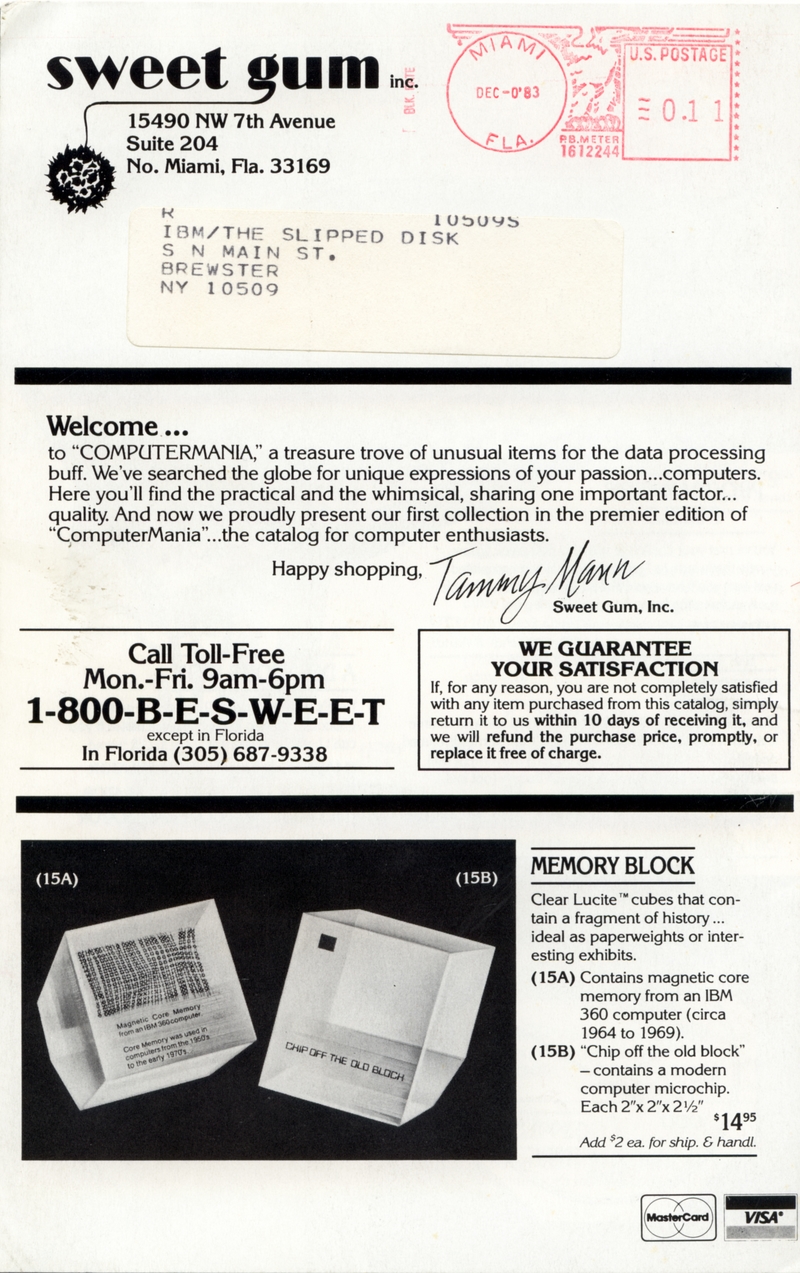 sweet gum inc.
15490 NW 7th Avenue
Suite 204
No. Miami, Fla. 33169
MIAMI
DEC-0'83
FLA.
P.B.METER
1612244
U.S. POSTAGE
0.11
R 10509S
IBM/THE SLIPPED DISK
S N MAIN ST.
BREWSTER
NY 10509
Welcome...
to “COMPUTERMANIA,” a treasure trove of unusual items for the data processing
buff. We've searched the globe for unique expressions of your passion...computers.
Here you'll find the practical and the whimsical, sharing one important factor...
quality. And now we proudly present our first collection in the premier edition of
“ComputerMania”...the catalog for computer enthusiasts.
Happy shopping, Tammy Mann
Sweet Gum, Inc.
Call Toll-Free
Mon.-Fri. 9am-6pm
1-800-B-E-S-W-E-E-T
except in Florida
In Florida (305) 687-9338
WE GUARANTEE
YOUR SATISFACTION
If, for any reason, you are not completely satisfied
with any item purchased from this catalog, simply
return it to us within 10 days of receiving it, and
we will refund the purchase price, promptly, or
replace it free of charge.
(15A)
(15B)
Magnetic Core Memory
from an IBM 360 computer
Core Memory was used in
computers from the 1950's
to the early 1970's
CHIP OFF THE OLD BLOCK
MEMORY BLOCK
Clear Lucite™ cubes that con-
tain a fragment of history...
ideal as paperweights or inter-
esting exhibits.
(15A) Contains magnetic core
memory from an IBM
360 computer (circa
1964 to 1969).
(15B) “Chip off the old block”
– contains a modern
computer microchip.
Each 2"x 2"x 2½"
$14.95
Add $2 ea. for ship. & handl.
MasterCard
VISA